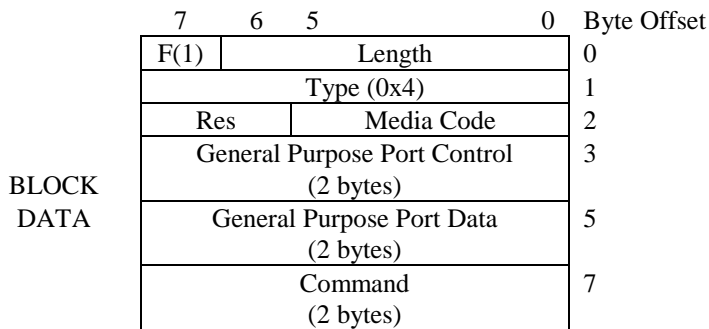 7 6 5 0 Byte Offset
F(1) Length 0
Type (0x4) 1
Res Media Code 2
General Purpose Port Control 3
(2 bytes)
BLOCK
DATA
General Purpose Port Data 5
(2 bytes)
Command 7
(2 bytes)